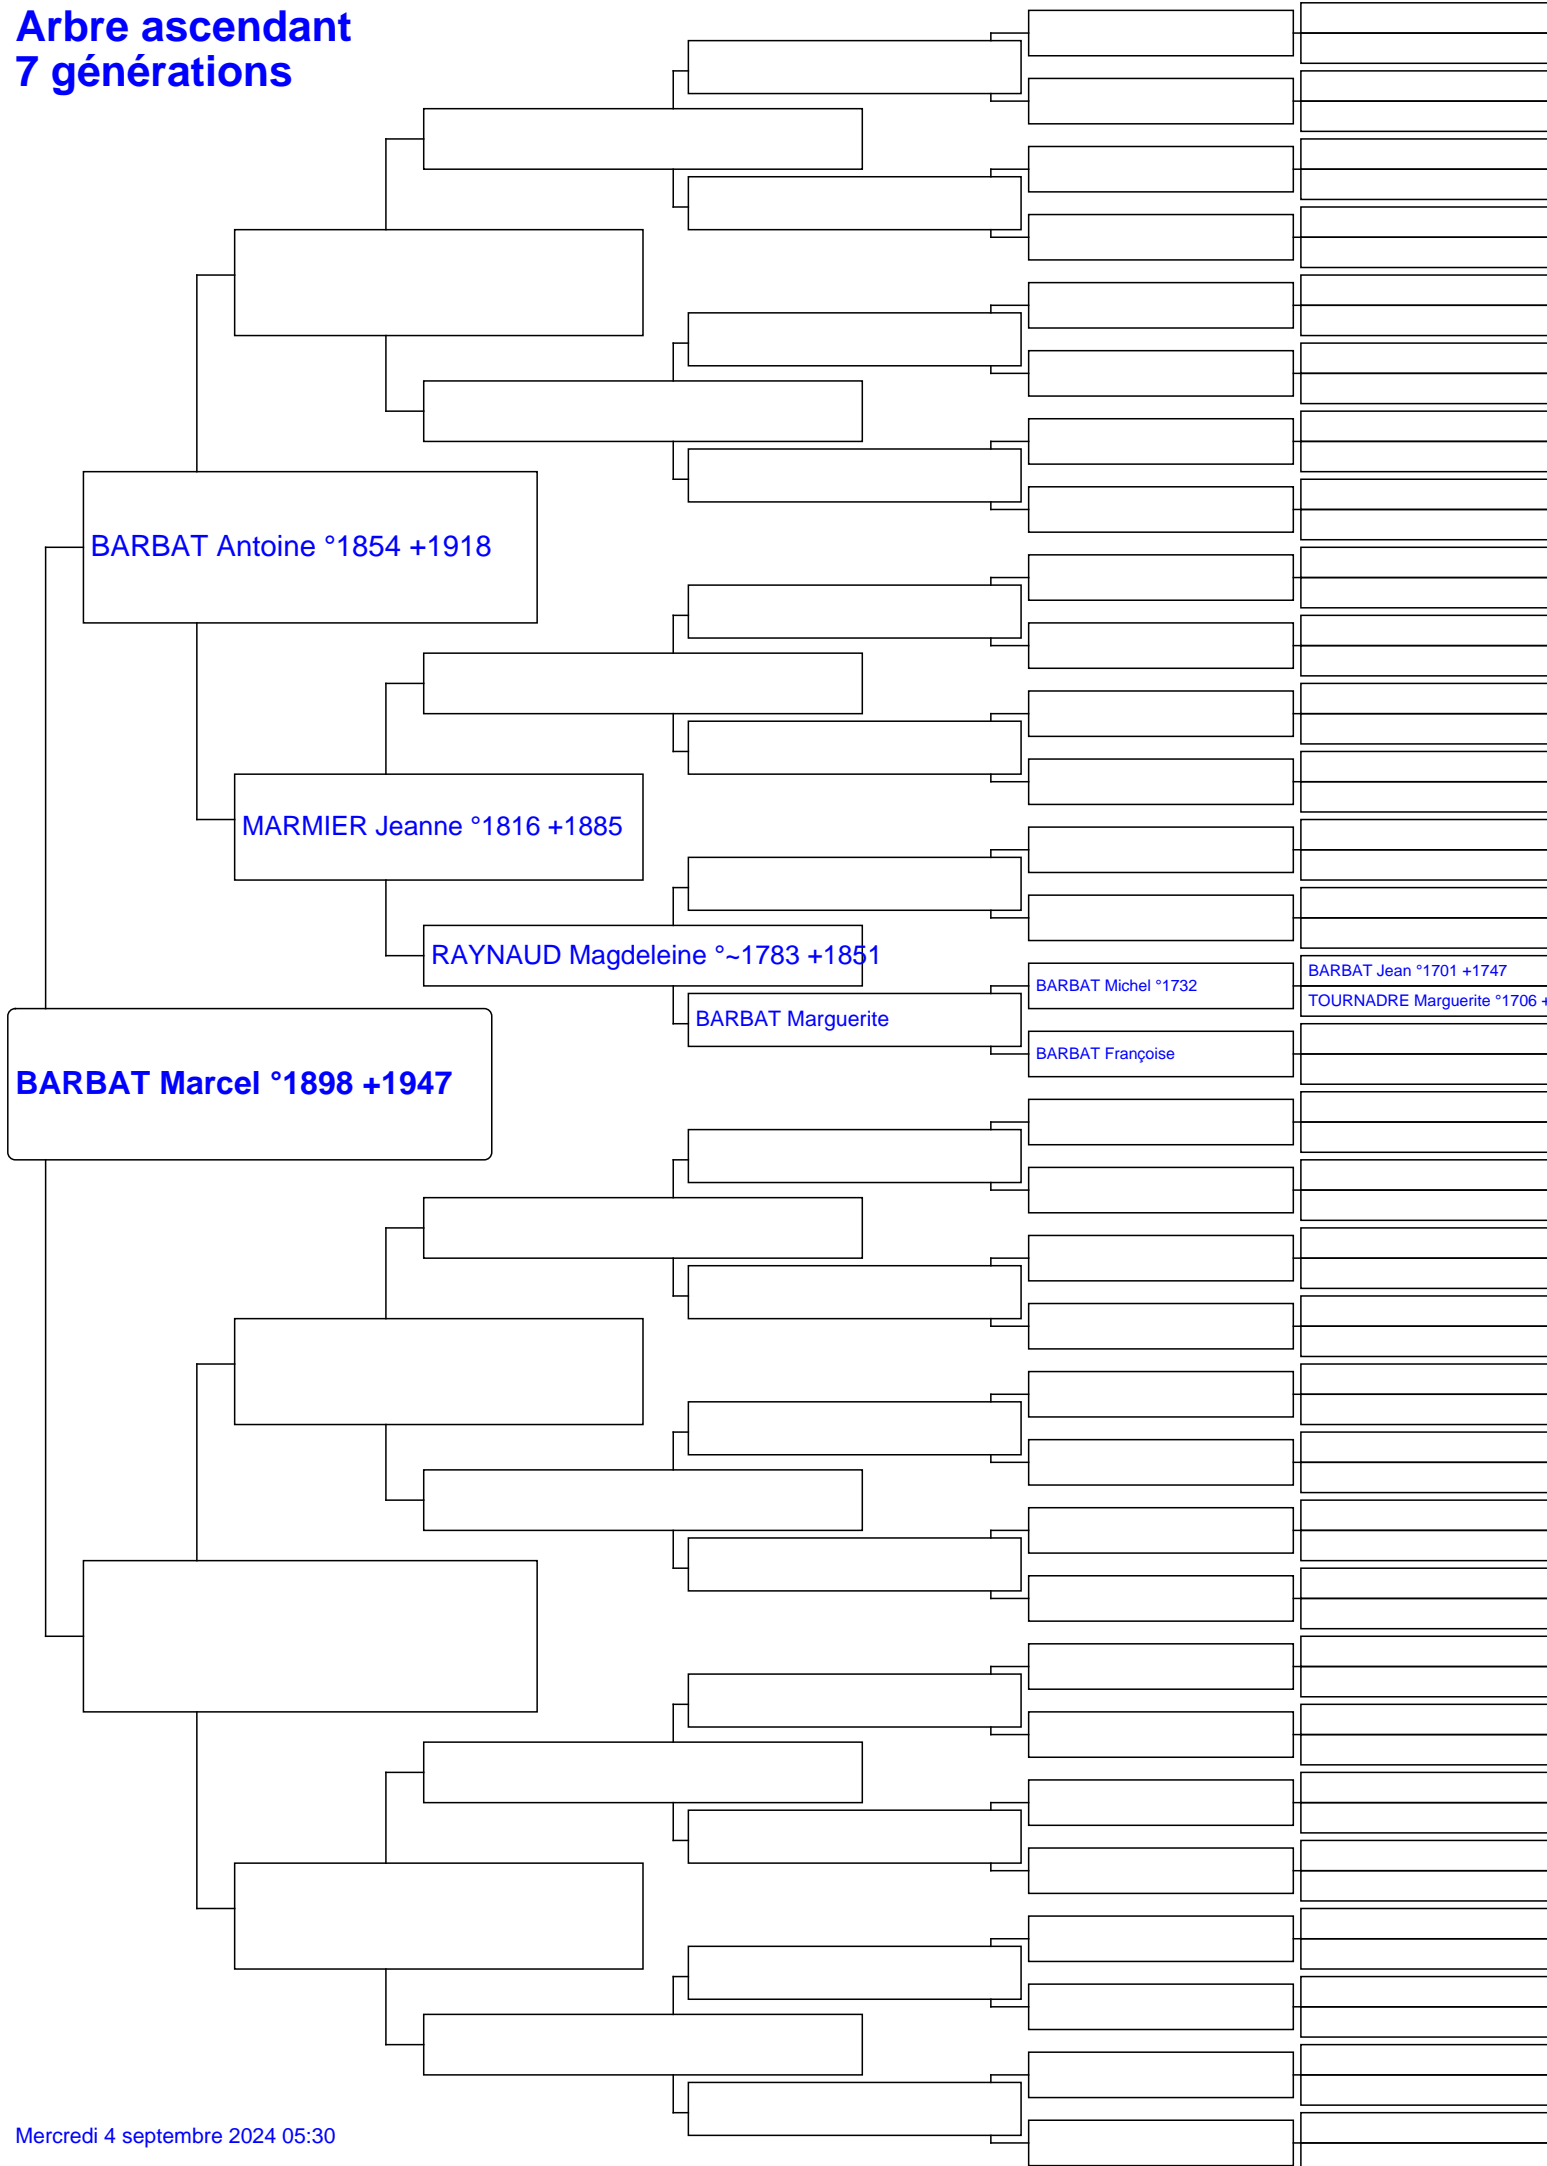 Arbre ascendant
7 générations
BARBAT Antoine °1854 +1918
MARMIER Jeanne °1816 +1885
RAYNAUD Magdeleine °~1783 +1851
BARBAT Michel °1732
BARBAT Jean °1701 +1747
TOURNADRE Marguerite °1706 +
BARBAT Marguerite
BARBAT Françoise
BARBAT Marcel °1898 +1947
Mercredi 4 septembre 2024 05:30